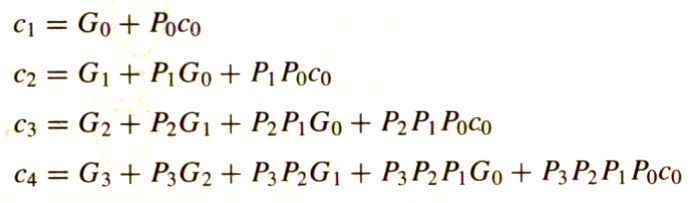 c₁ = G₀ + P₀c₀
c₂ = G₁ + P₁G₀ + P₁P₀c₀
c₃ = G₂ + P₂G₁ + P₂P₁G₀ + P₂P₁P₀c₀
c₄ = G₃ + P₃G₂ + P₃P₂G₁ + P₃P₂P₁G₀ + P₃P₂P₁P₀c₀